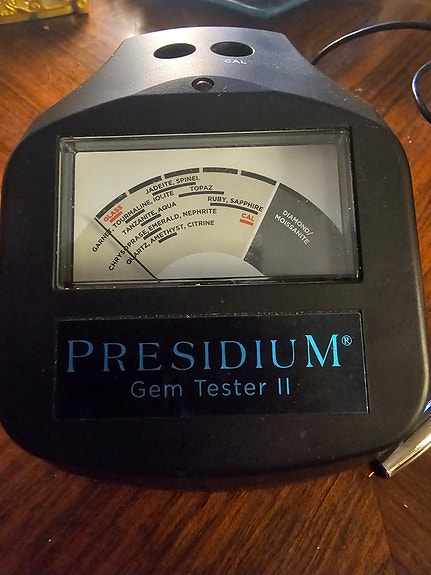 CAL
GLASS
JADEITE, SPINEL
GARNET, TOURMALINE, IOLITE
TOPAZ
TANZANITE, AQUA
RUBY, SAPPHIRE
CHRYSOPRASE, EMERALD, NEPHRITE
CAL
QUARTZ, AMETHYST, CITRINE
DIAMOND/
MOISSANITE
PRESIDIUM®
Gem Tester II